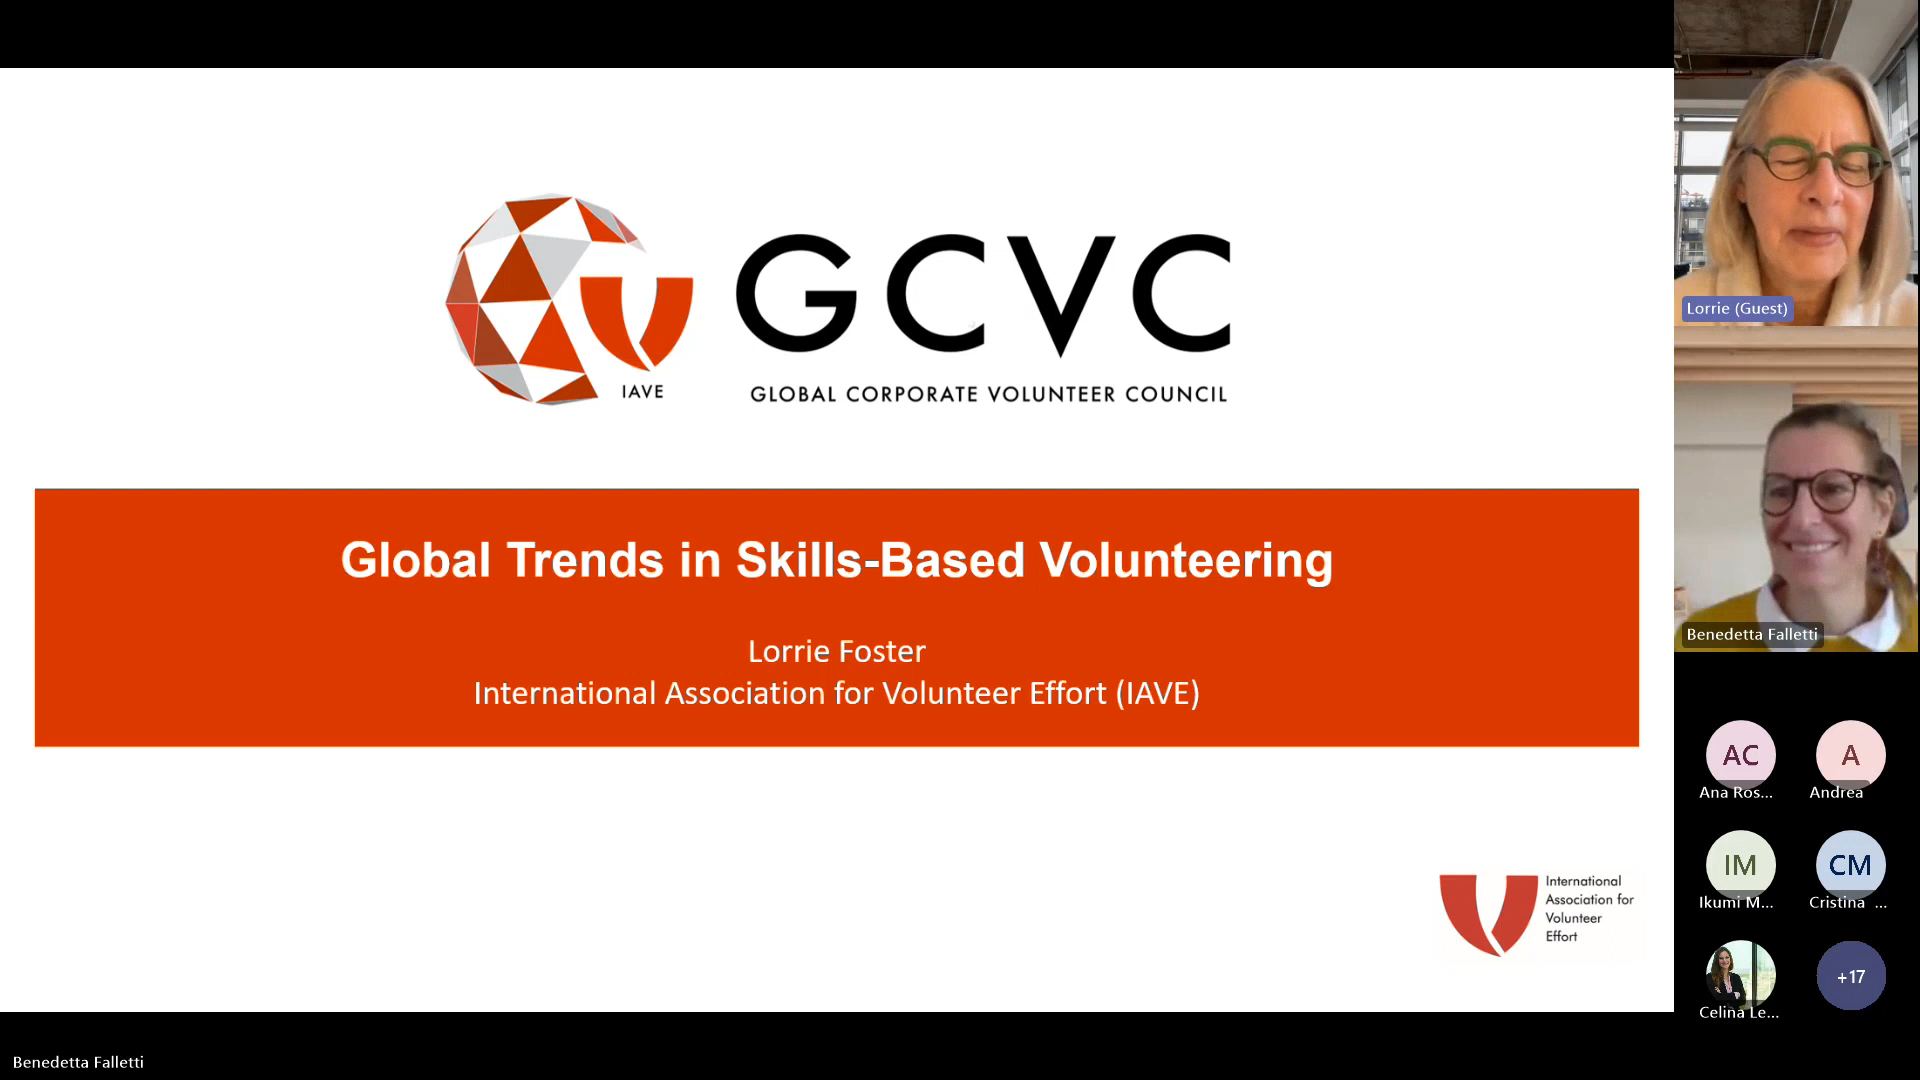 IAVE
GCVC
GLOBAL CORPORATE VOLUNTEER COUNCIL
Global Trends in Skills-Based Volunteering
Lorrie Foster
International Association for Volunteer Effort (IAVE)
International
Association for
Volunteer
Effort
Lorrie (Guest)
Benedetta Falletti
AC
Ana Ros...
A
Andrea
IM
Ikumi M...
CM
Cristina ...
Celina Le...
+17
Benedetta Falletti